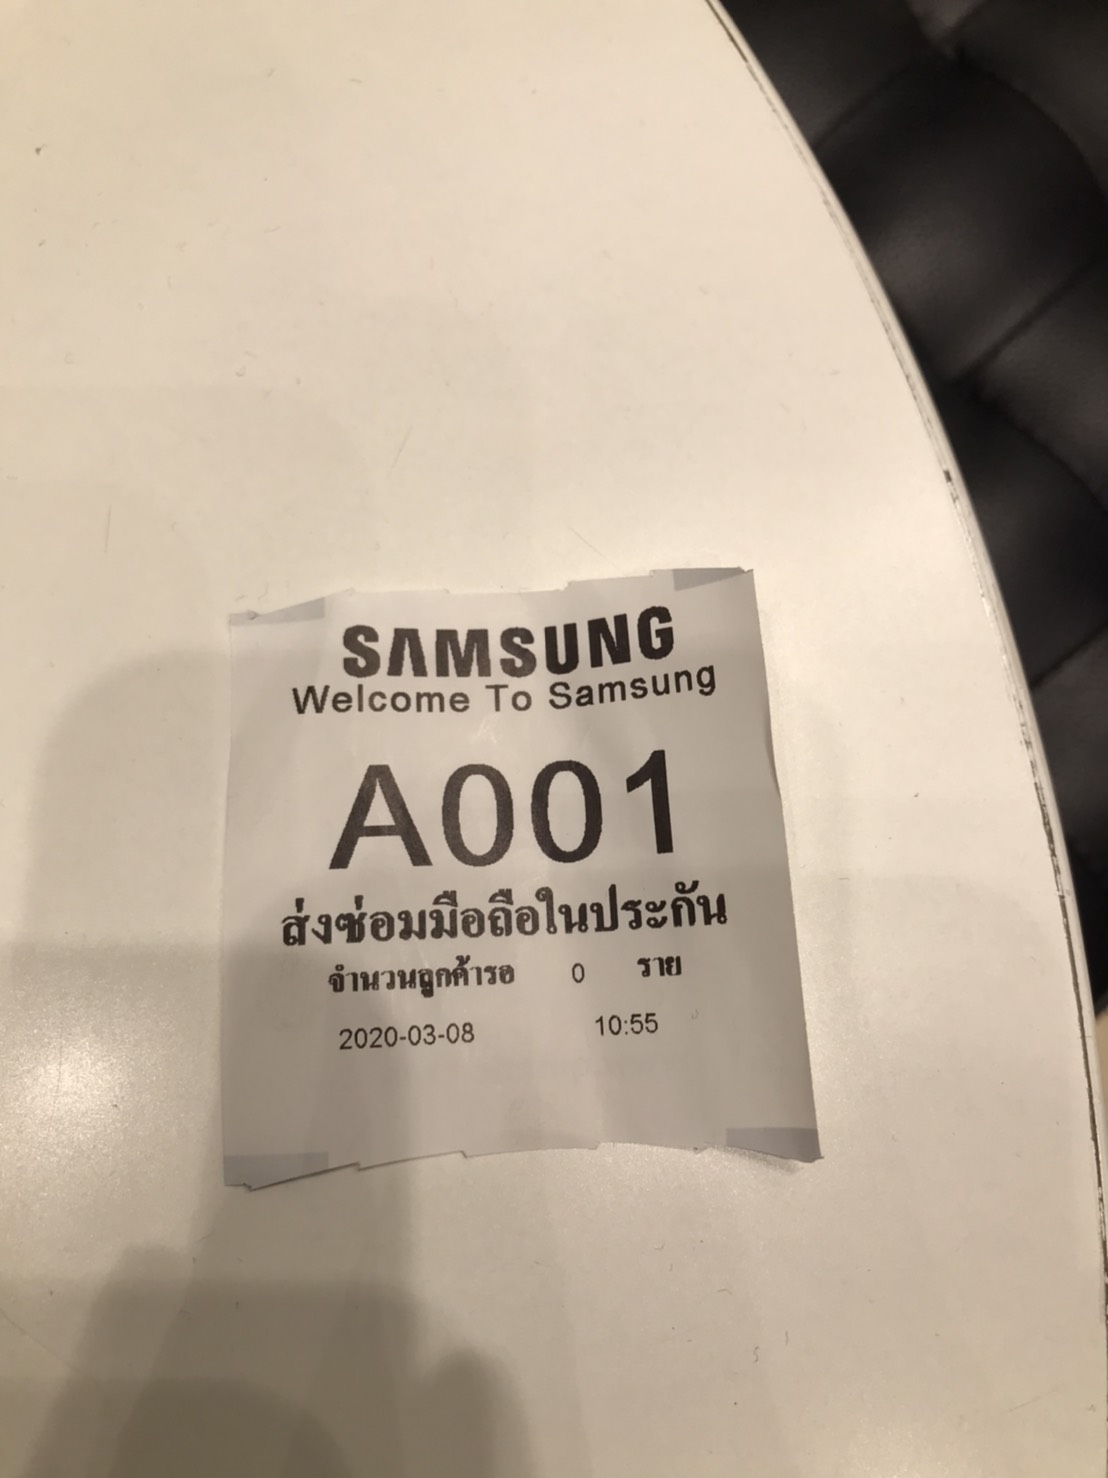 SAMSUNG
Welcome To Samsung
A001
ส่งซ่อมมือถือในประกัน
จำนวนลูกค้ารอ 0 ราย
2020-03-08 10:55